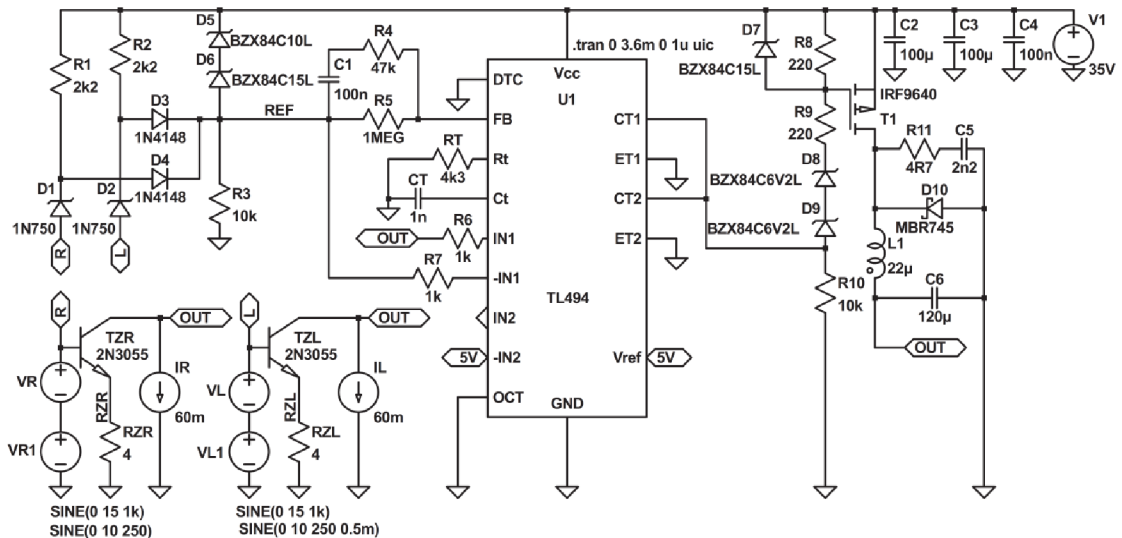 D5
BZX84C10L
D6
BZX84C15L
R1
2k2
R2
2k2
D3
1N4148
D4
1N4148
D1
1N750
D2
1N750
R
L
REF
R3
10k
C1
100n
R4
47k
R5
1MEG
RT
4k3
CT
1n
OUT
R6
1k
R7
1k
.tran 0 3.6m 0 1u uic
Vcc
U1
DTC
FB
Rt
Ct
IN1
-IN1
IN2
-IN2
OCT
CT1
ET1
CT2
ET2
TL494
Vref
GND
5V
5V
D7
BZX84C15L
R8
220
R9
220
D8
BZX84C6V2L
D9
BZX84C6V2L
R10
10k
C2
100µ
C3
100µ
C4
100n
V1
35V
IRF9640
T1
R11
4R7
C5
2n2
D10
MBR745
L1
22µ
C6
120µ
OUT
R
TZR
2N3055
OUT
VR
VR1
RZR
RZR
4
IR
60m
SINE(0 15 1k)
SINE(0 10 250)
L
TZL
2N3055
OUT
VL
VL1
RZL
RZL
4
IL
60m
SINE(0 15 1k)
SINE(0 10 250 0.5m)